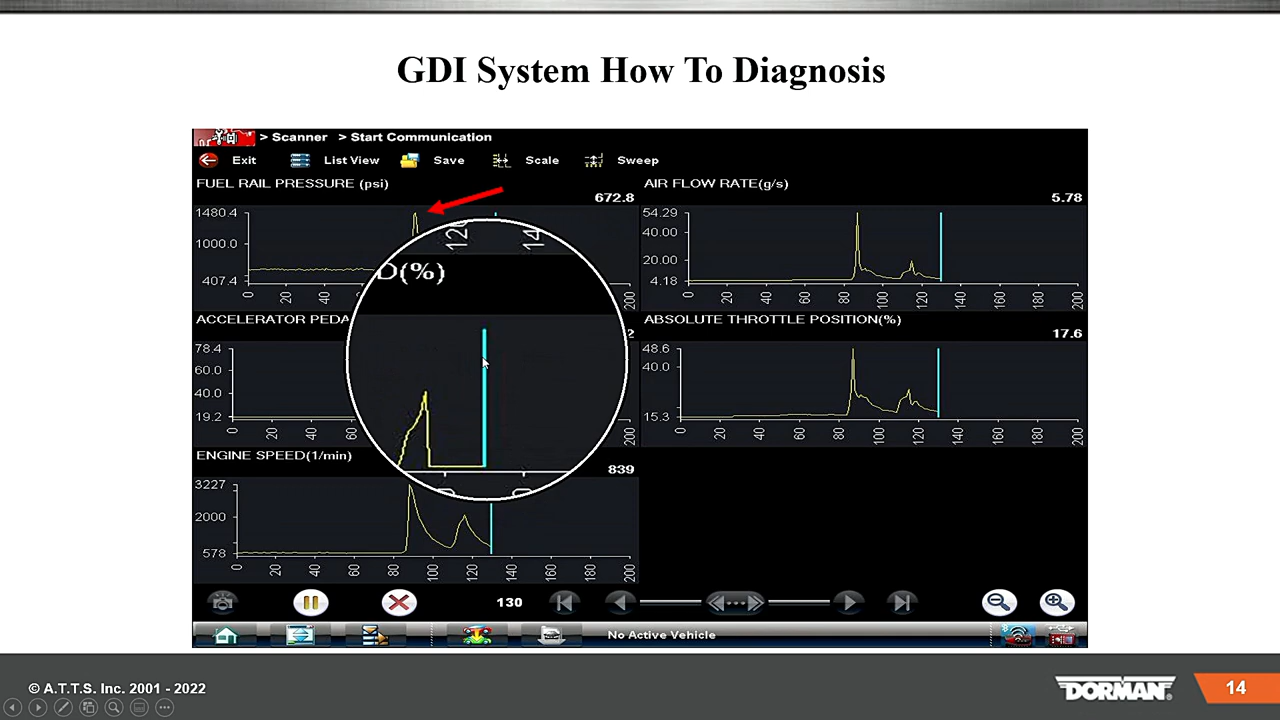 GDI System How To Diagnosis
> Scanner > Start Communication
Exit List View Save Scale Sweep
FUEL RAIL PRESSURE (psi)
672.8
1480.4
1000.0
407.4
0 20 40
200
AIR FLOW RATE(g/s)
5.78
54.29
40.00
20.00
4.18
0 20 40 60 80 100 120 140 160 180 200
D(%)
ACCELERATOR PEDA
2
78.4
60.0
40.0
19.2
0 20 40 60
200
ABSOLUTE THROTTLE POSITION(%)
17.6
48.6
40.0
15.3
0 20 40 60 80 100 120 140 160 180 200
ENGINE SPEED(1/min)
839
3227
2000
578
0 20 40 60 80 100 120 140 160 180 200
130
No Active Vehicle
© A.T.T.S. Inc. 2001 - 2022
DORMAN
14